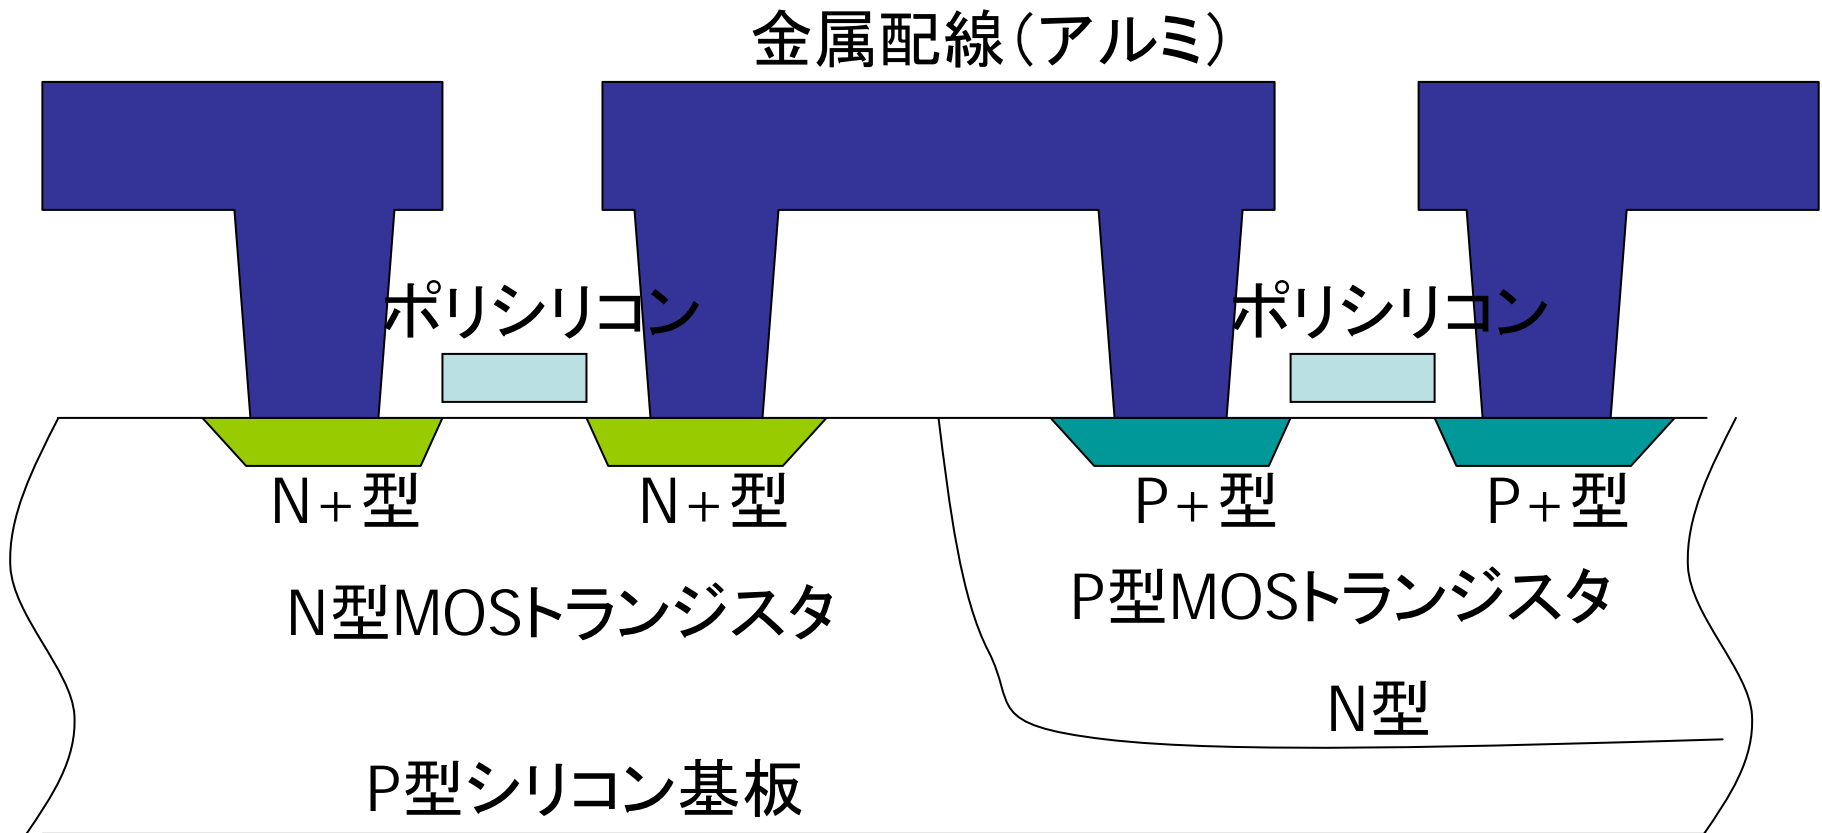 金属配線(アルミ)
ポリシリコン
ポリシリコン
N+型
N+型
P+型
P+型
N型MOSトランジスタ
P型MOSトランジスタ
N型
P型シリコン基板